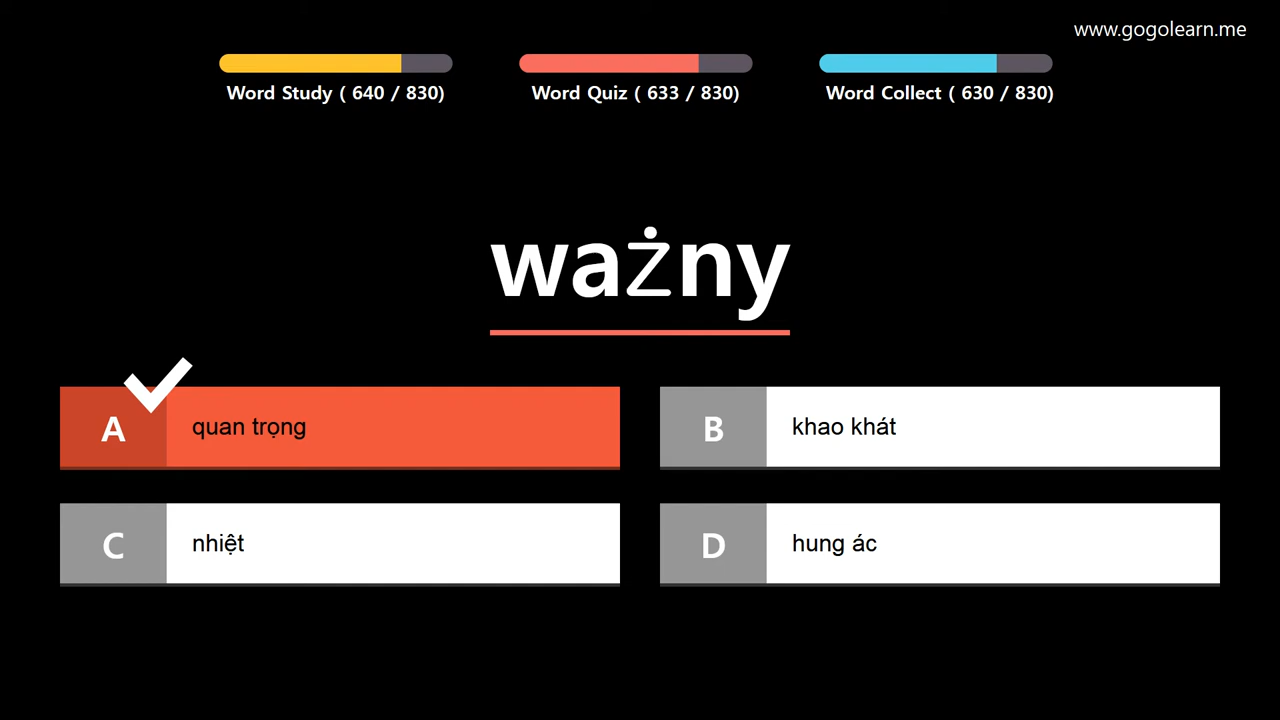 www.gogolearn.me
Word Study ( 640 / 830)
Word Quiz ( 633 / 830)
Word Collect ( 630 / 830)
ważny
A quan trọng
B khao khát
C nhiệt
D hung ác